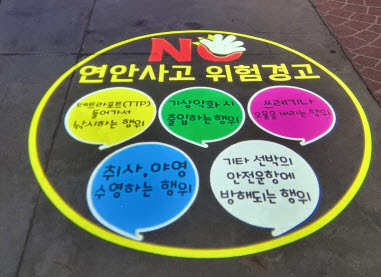 NO
연안사고 위험경고
테트라포트(TTP)
들어가서
낚시하는 행위
기상악화 시
출입하는 행위
쓰레기나
오물을 버리는 행위
취사, 야영
수영하는 행위
기타 선박의
안전운항에
방해되는 행위